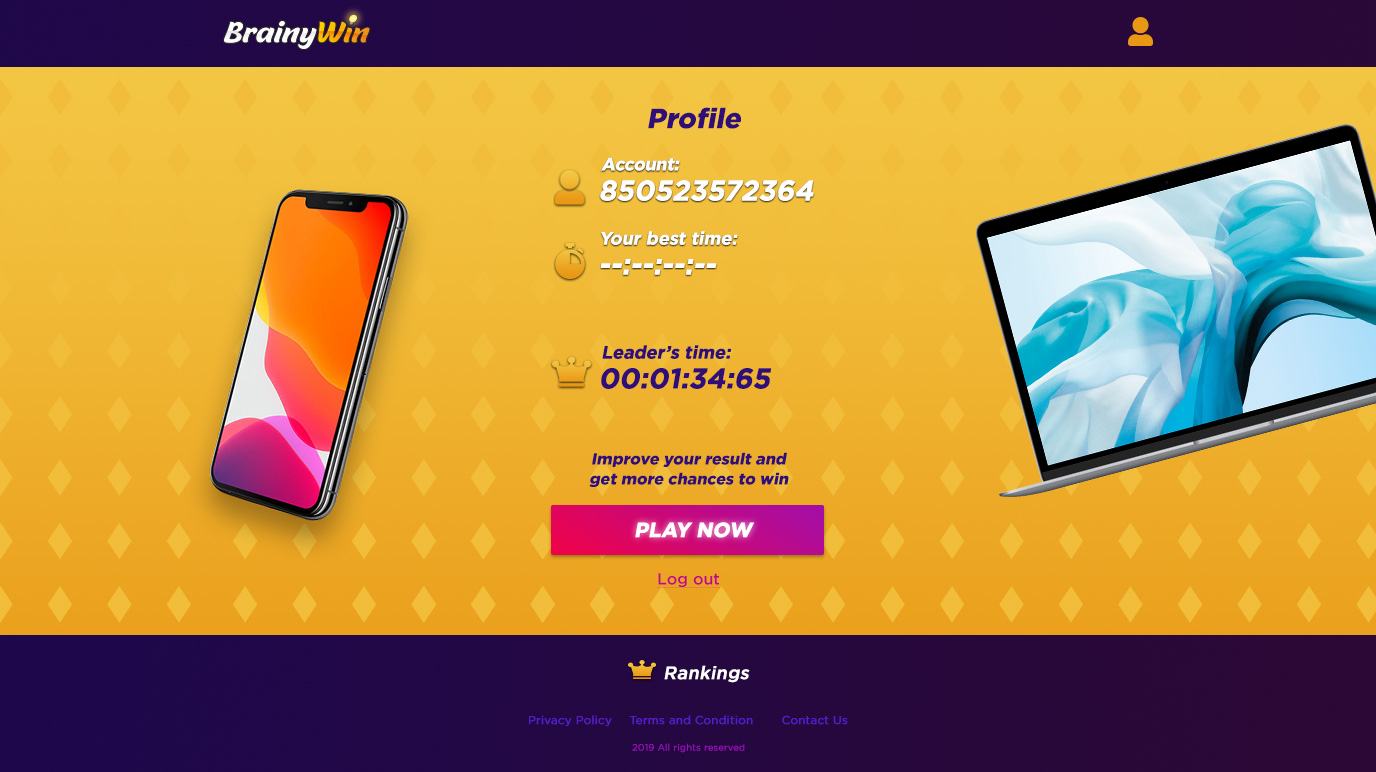 BrainyWin
Profile
Account:
850523572364
Your best time:
--:--:--:--
Leader's time:
00:01:34:65
Improve your result and
get more chances to win
PLAY NOW
Log out
Rankings
Privacy Policy Terms and Condition Contact Us
2019 All rights reserved